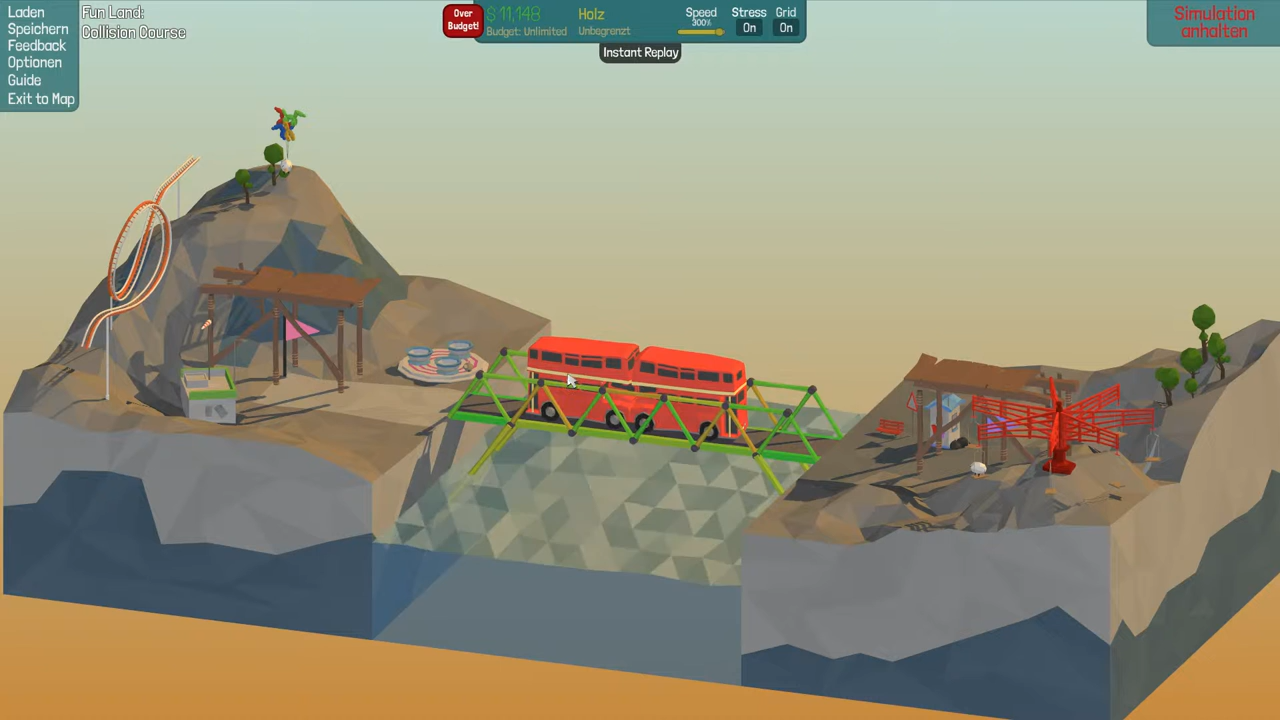 Laden
Speichern
Feedback
Optionen
Guide
Exit to Map
Fun Land:
Collision Course
Over
Budget!
$ 11,148
Budget: Unlimited
Holz
Unbegrenzt
Speed
300%
Stress
On
Grid
On
Instant Replay
Simulation
anhalten